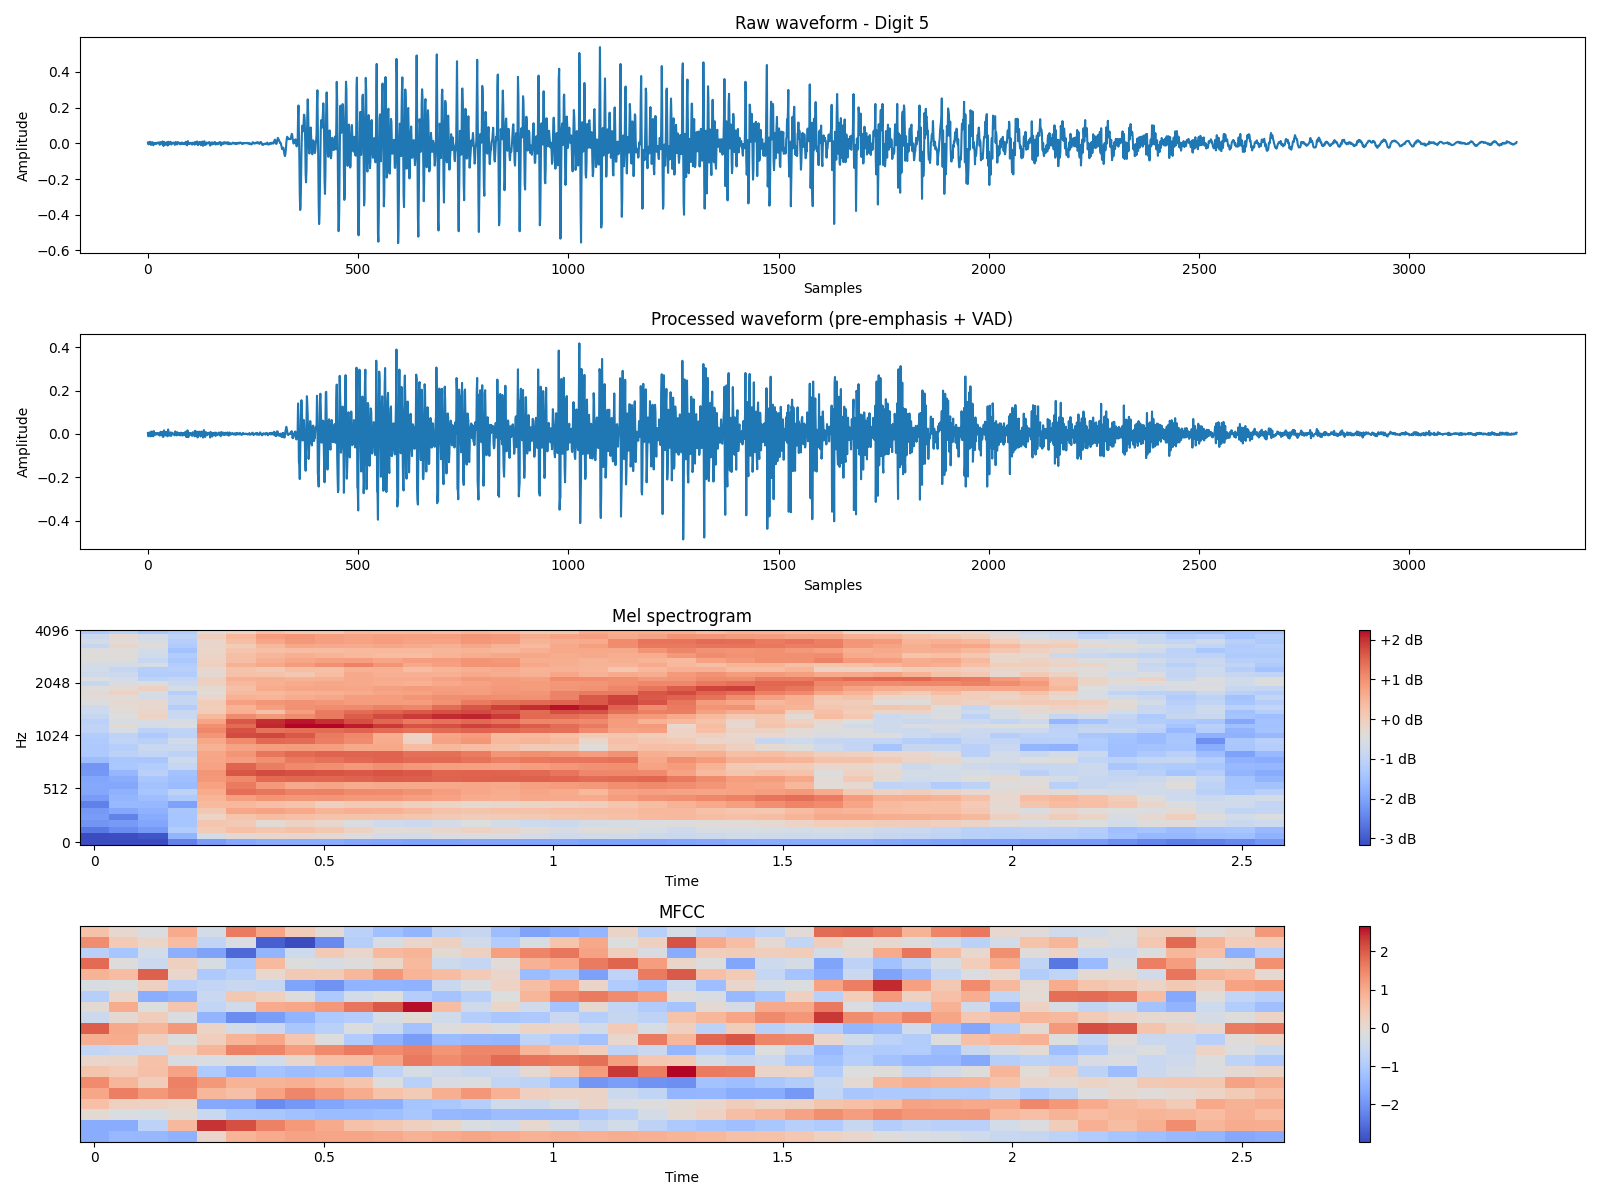 Raw waveform - Digit 5
0.4
0.2
0.0
−0.2
−0.4
−0.6
Amplitude
0 500 1000 1500 2000 2500 3000
Samples
Processed waveform (pre-emphasis + VAD)
0.4
0.2
0.0
−0.2
−0.4
Amplitude
0 500 1000 1500 2000 2500 3000
Samples
Mel spectrogram
4096
2048
1024
512
0
Hz
0 0.5 1 1.5 2 2.5
Time
+2 dB
+1 dB
+0 dB
-1 dB
-2 dB
-3 dB
MFCC
0 0.5 1 1.5 2 2.5
Time
2
1
0
−1
−2